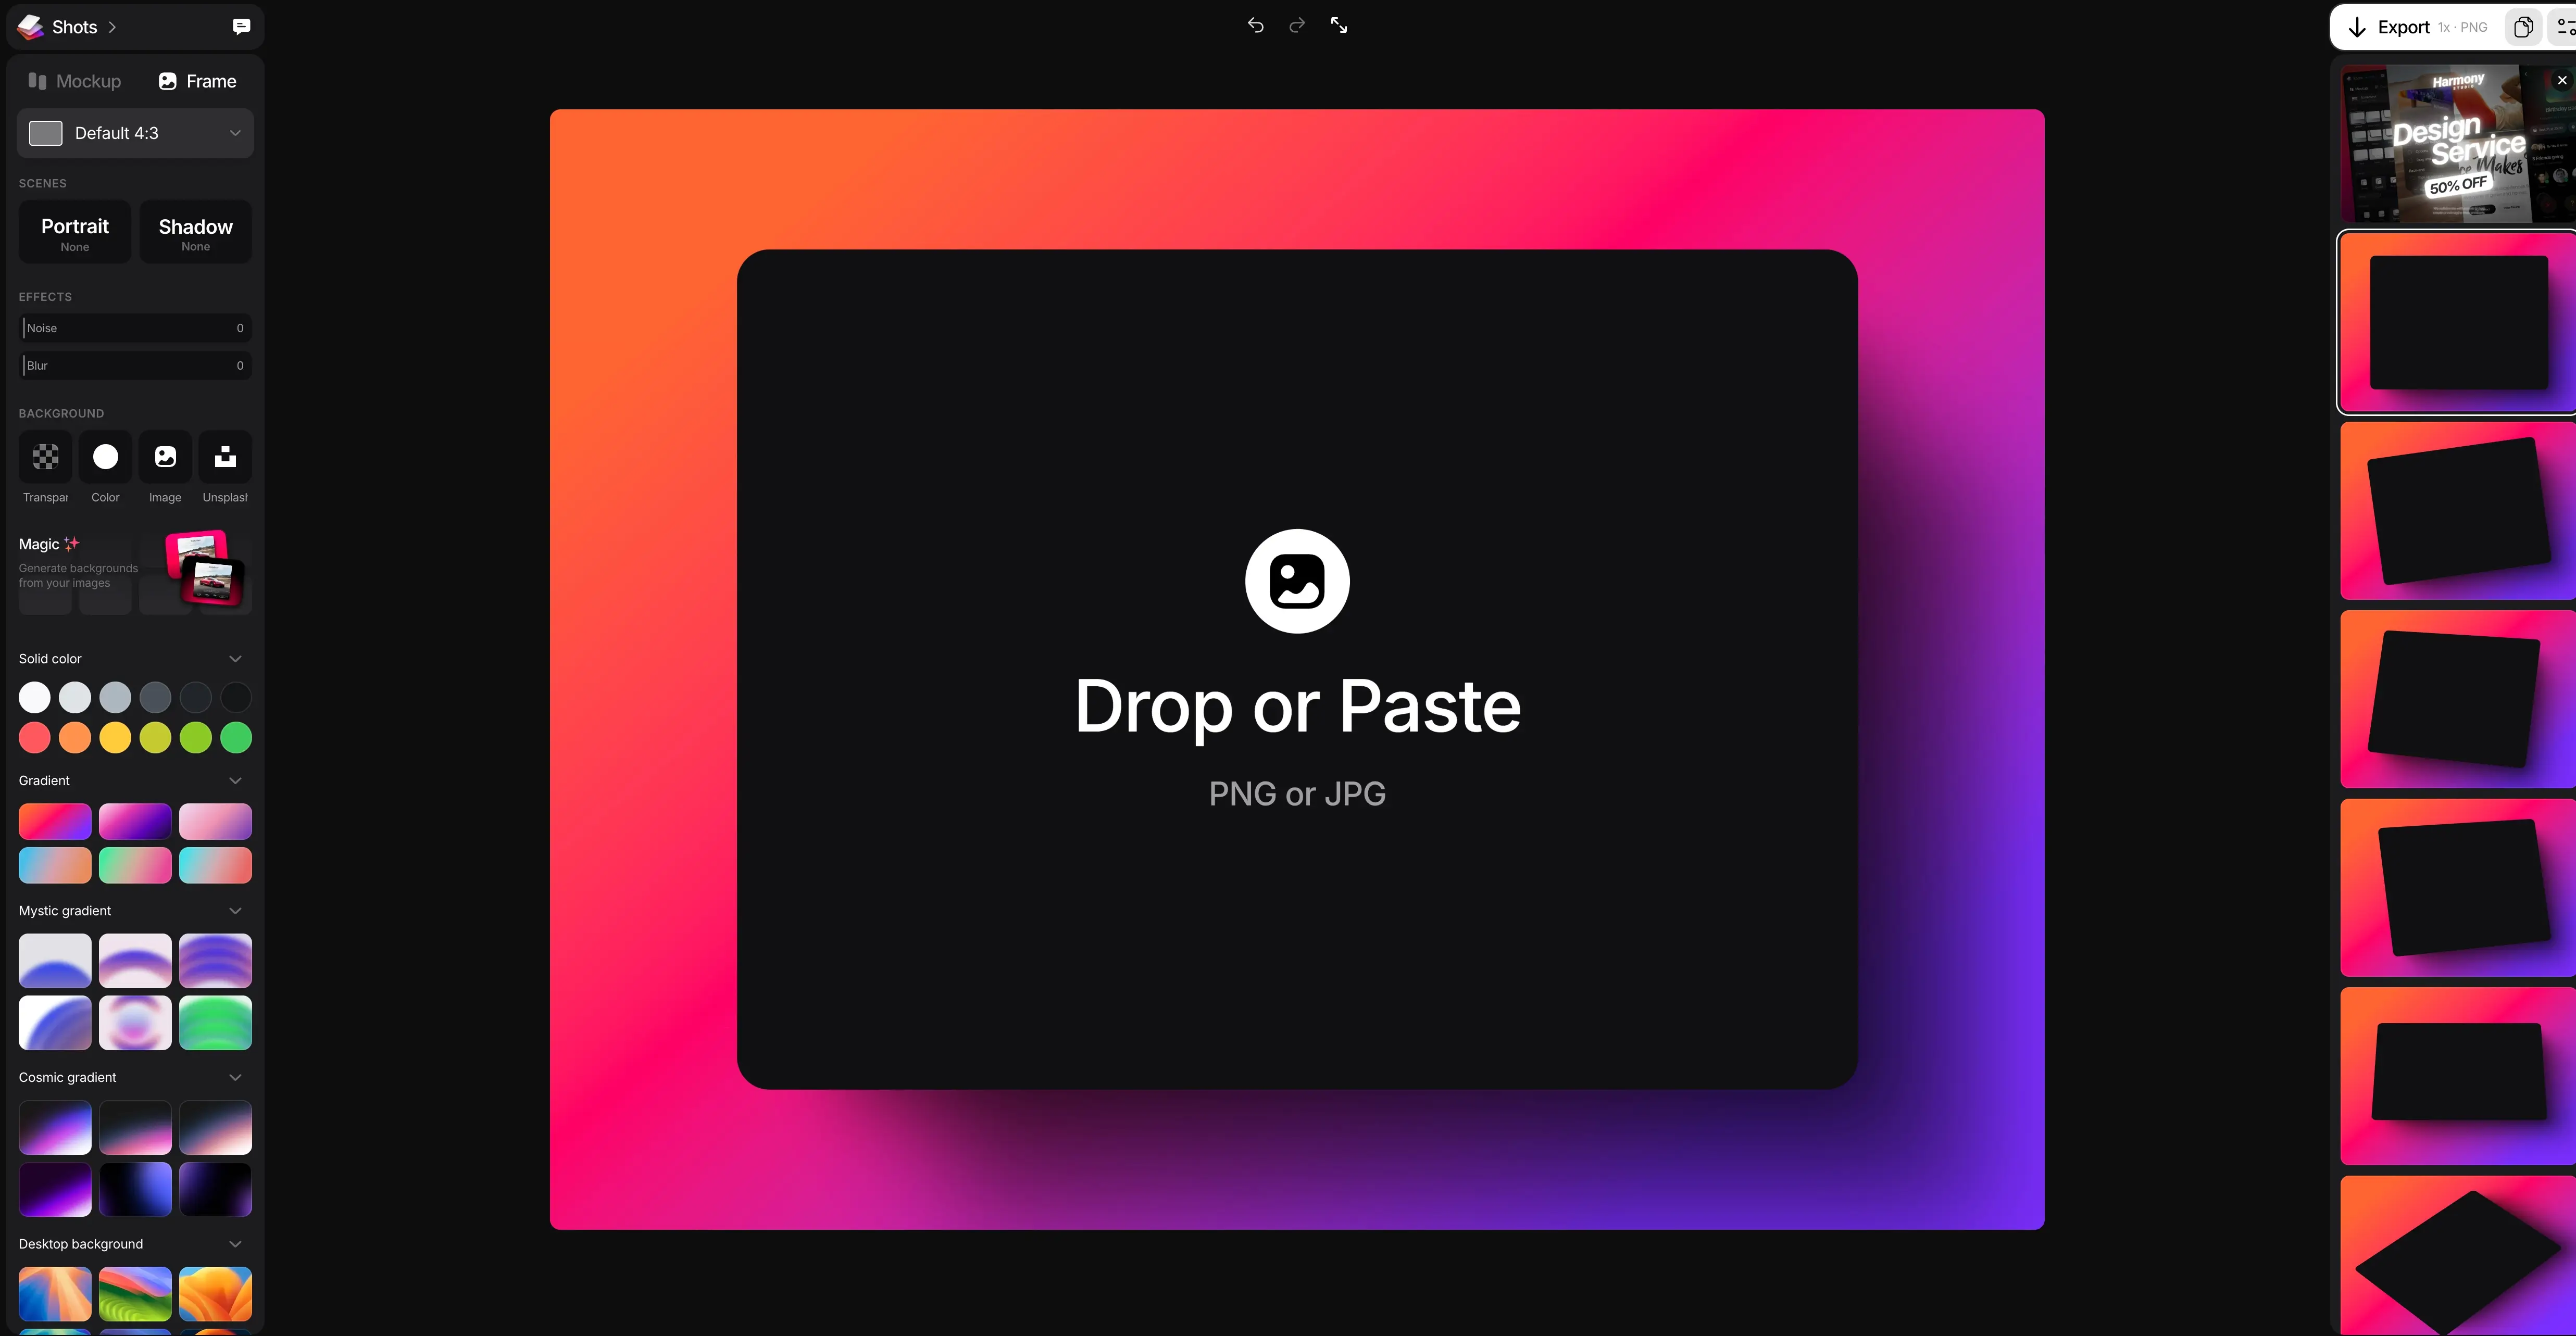 Shots
Mockup
Frame
Default 4:3
SCENES
Portrait
None
Shadow
None
EFFECTS
Noise 0
Blur 0
BACKGROUND
Transpar
Color
Image
Unsplash
Magic
Generate backgrounds
from your images
Solid color
Gradient
Mystic gradient
Cosmic gradient
Desktop background
Drop or Paste
PNG or JPG
Export 1x · PNG
Harmony
STUDIO
Design
Service
50% OFF
Makes